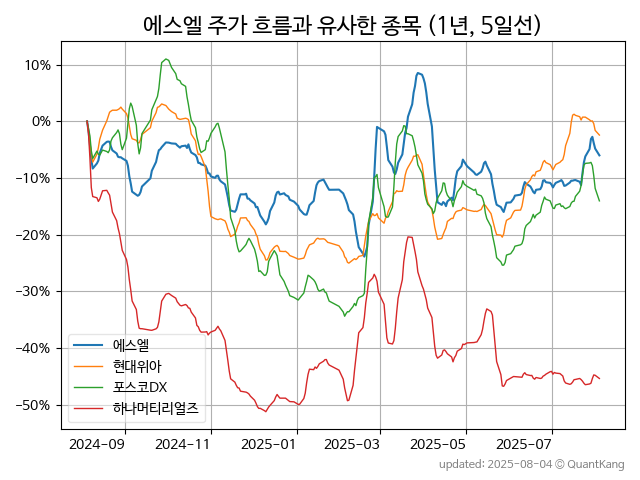 에스엘 주가 흐름과 유사한 종목 (1년, 5일선)
10%
0%
−10%
−20%
−30%
−40%
−50%
에스엘
현대위아
포스코DX
하나머티리얼즈
2024−09
2024−11
2025−01
2025−03
2025−05
2025−07
updated: 2025-08-04 © QuantKang